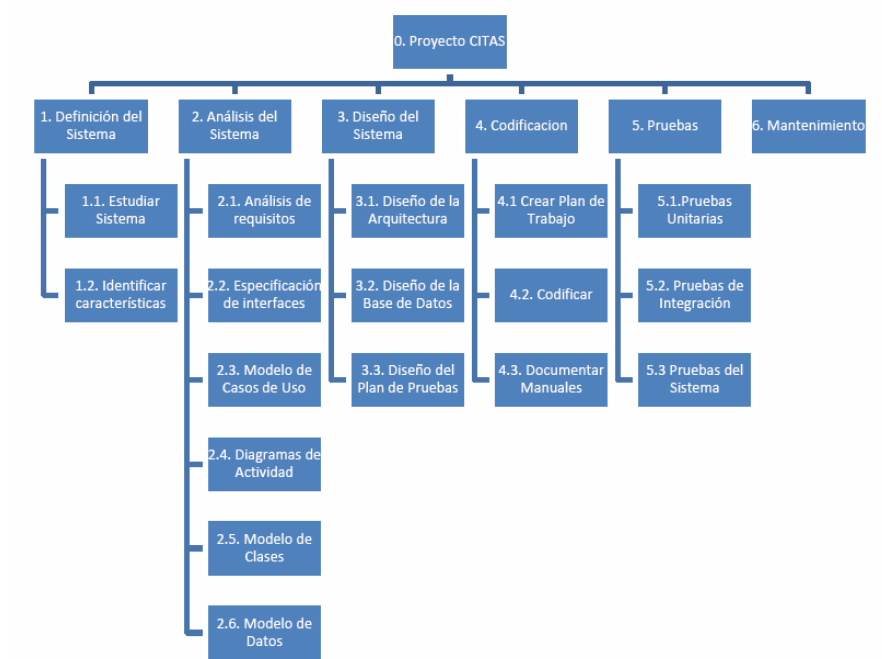 0. Proyecto CITAS
1. Definición del
Sistema
2. Análisis del
Sistema
3. Diseño del
Sistema
4. Codificacion
5. Pruebas
6. Mantenimiento
1.1. Estudiar
Sistema
1.2. Identificar
características
2.1. Análisis de
requisitos
2.2. Especificación
de interfaces
2.3. Modelo de
Casos de Uso
2.4. Diagramas de
Actividad
2.5. Modelo de
Clases
2.6. Modelo de
Datos
3.1. Diseño de la
Arquitectura
3.2. Diseño de la
Base de Datos
3.3. Diseño del
Plan de Pruebas
4.1 Crear Plan de
Trabajo
4.2. Codificar
4.3. Documentar
Manuales
5.1.Pruebas
Unitarias
5.2. Pruebas de
Integración
5.3 Pruebas del
Sistema